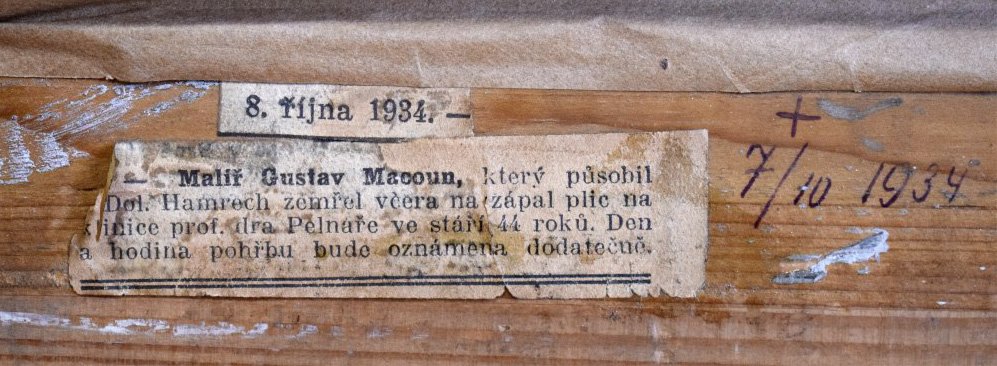 8. října 1934. —
— Malíř Gustav Macoun, který působil
Dol. Hamrech zemřel včera na zápal plic na
klinice prof. dra Pelnáře ve stáří 44 roků. Den
a hodina pohřbu bude oznámena dodatečně.
+
7/10 1934